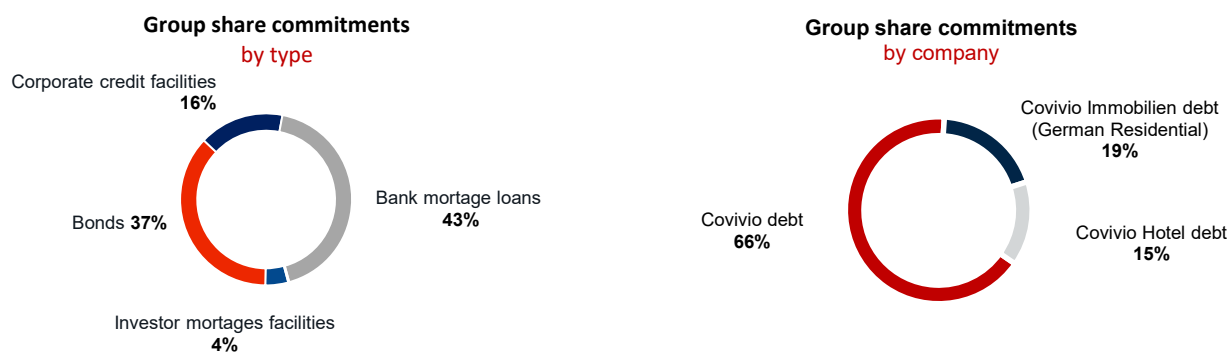 Group share commitments
by type
Corporate credit facilities
16%
Bonds 37%
Bank mortage loans
43%
Investor mortages facilities
4%
Group share commitments
by company
Covivio Immobilien debt
(German Residential)
19%
Covivio debt
66%
Covivio Hotel debt
15%